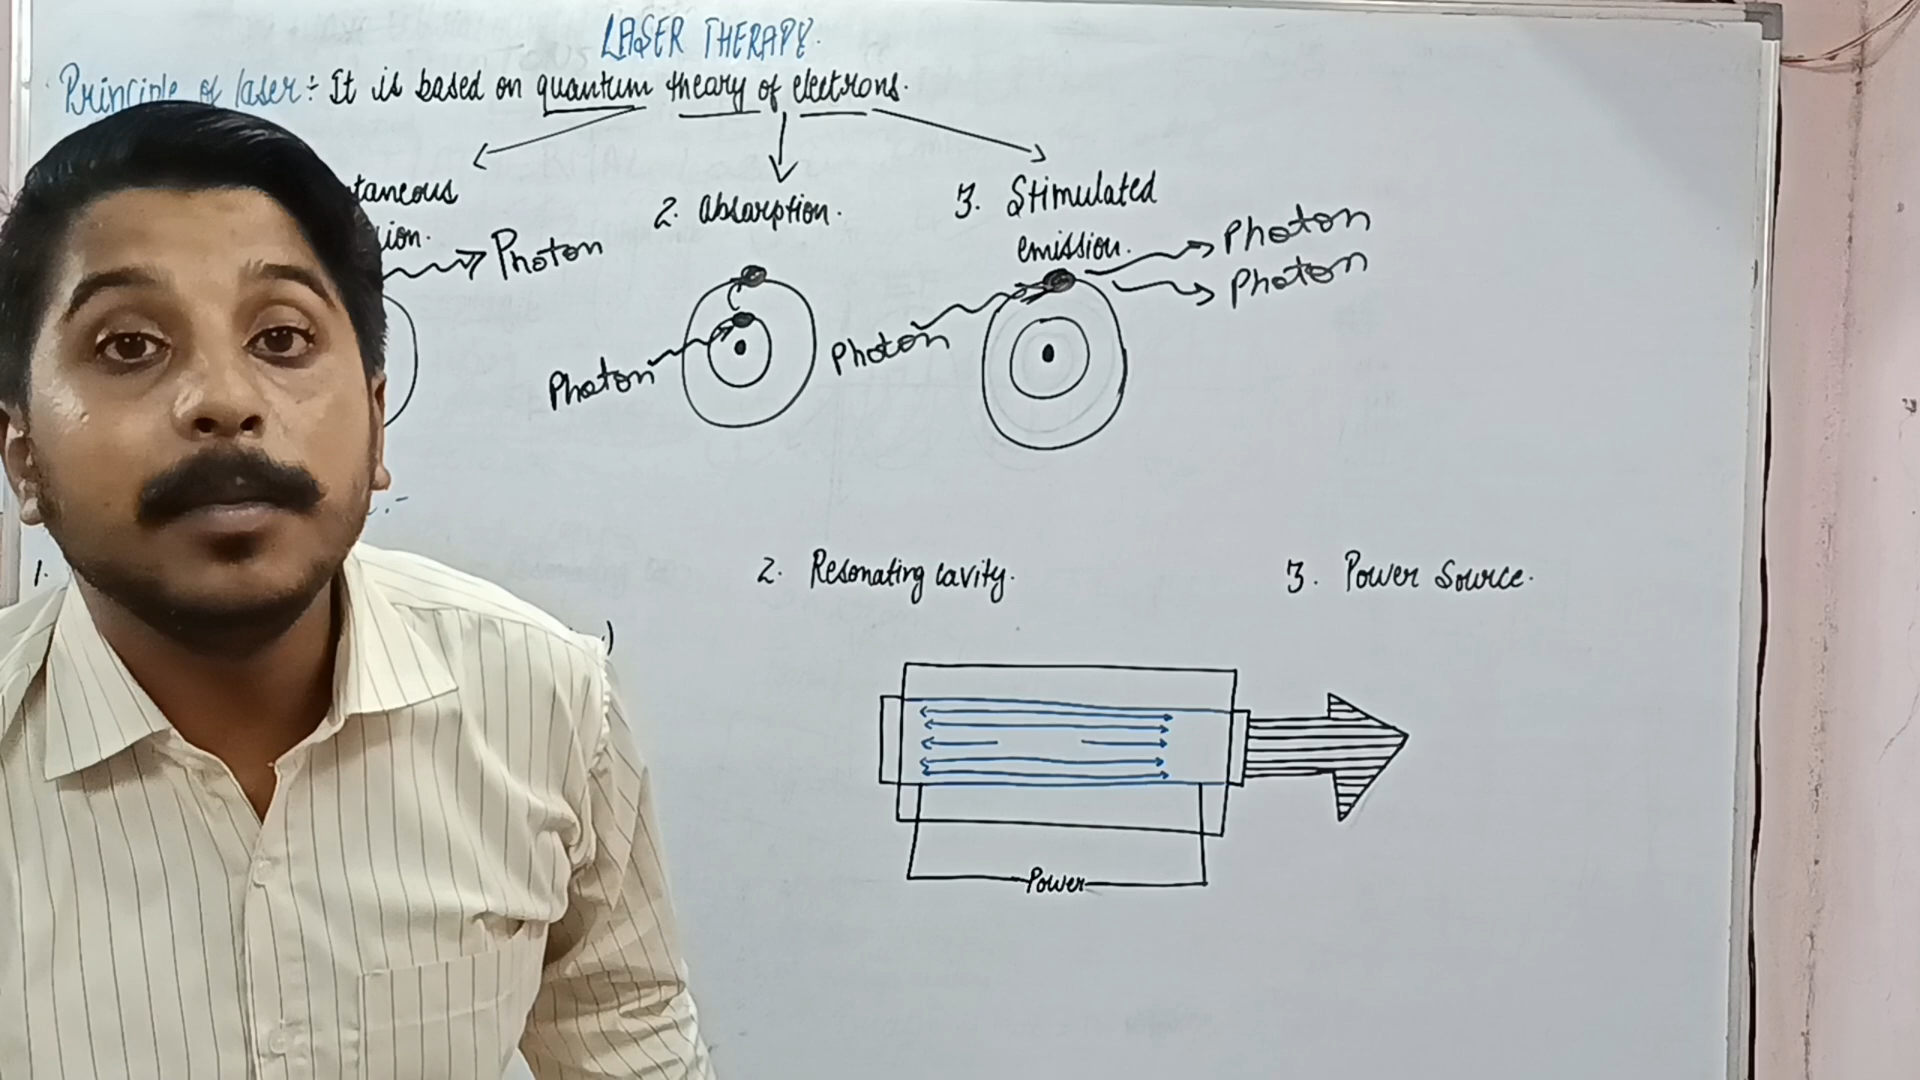 LASER THERAPY.
Principle of laser:- It is based on quantum theory of electrons.
taneous
ion.
Photon
2. absorption.
Photon
3. Stimulated
emission.
Photon
Photon
Photon
1.
2. Resonating cavity.
3. Power Source.
)
Power